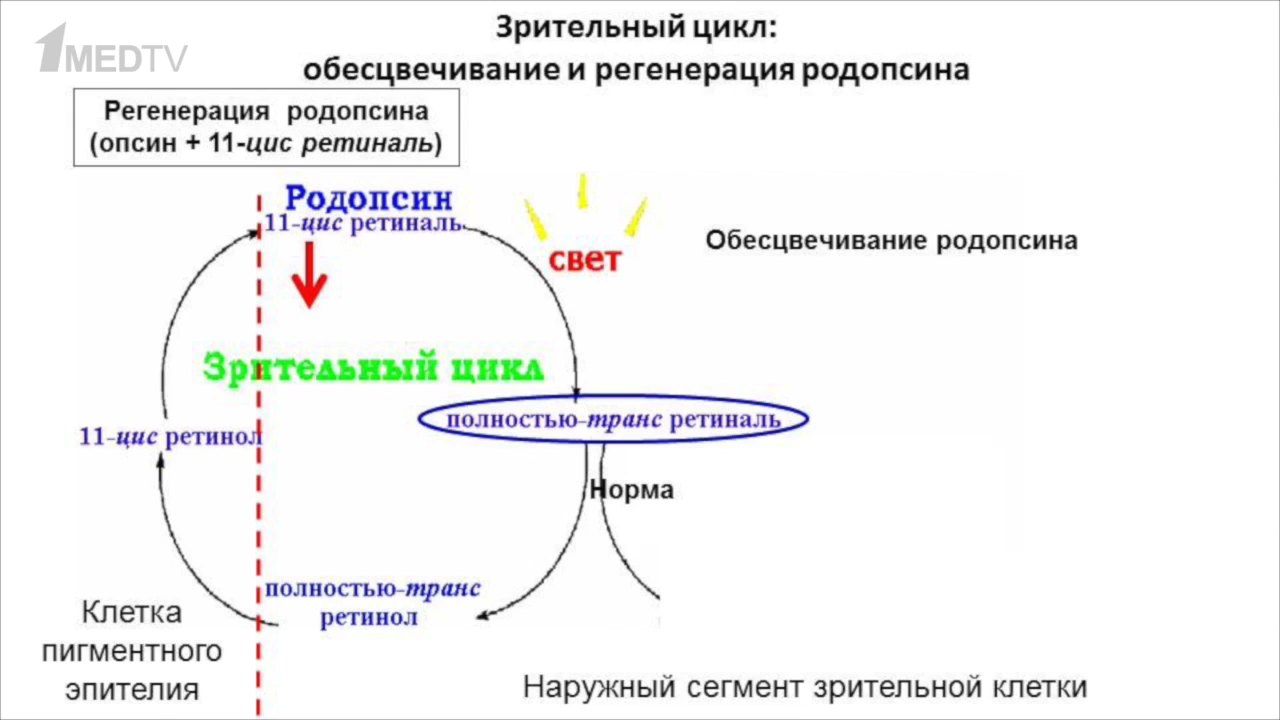 1MEDTV
Зрительный цикл:
обесцвечивание и регенерация родопсина
Регенерация родопсина
(опсин + 11-цис ретиналь)
Родопсин
11-цис ретиналь
свет
Обесцвечивание родопсина
Зрительный цикл
полностью-транс ретиналь
11-цис ретинол
Норма
полностью-транс
ретинол
Клетка
пигментного
эпителия
Наружный сегмент зрительной клетки